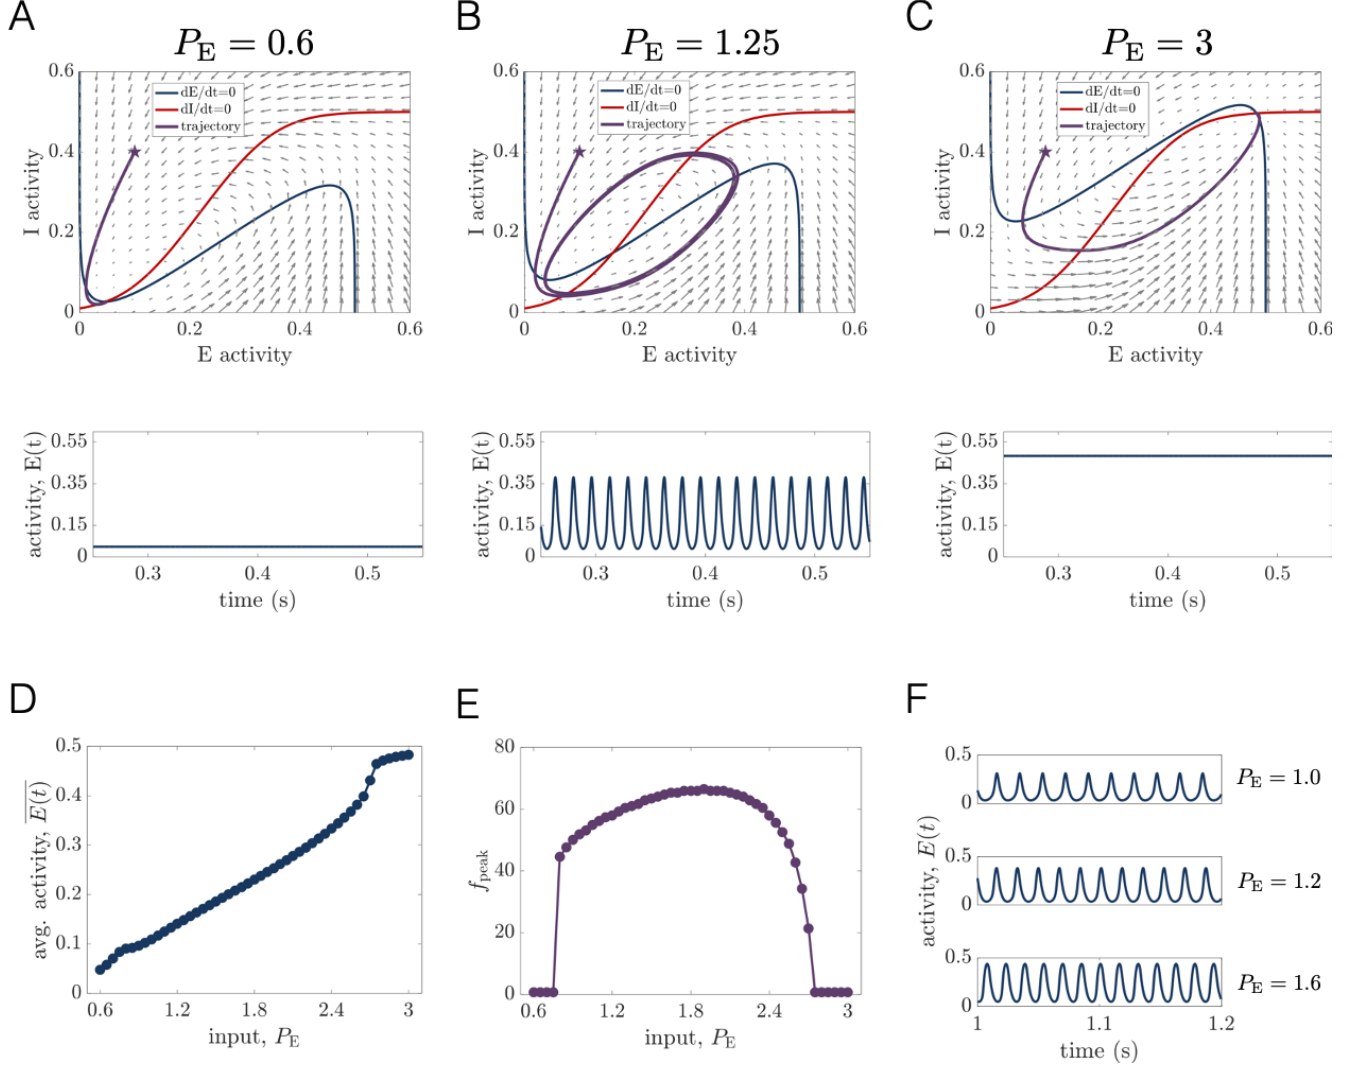 A
P_E = 0.6
dE/dt=0
dI/dt=0
trajectory
0.6
0.4
0.2
0
I activity
0 0.2 0.4 0.6
E activity
B
P_E = 1.25
dE/dt=0
dI/dt=0
trajectory
0.6
0.4
0.2
0
I activity
0 0.2 0.4 0.6
E activity
C
P_E = 3
dE/dt=0
dI/dt=0
trajectory
0.6
0.4
0.2
0
I activity
0 0.2 0.4 0.6
E activity
activity, E(t)
0.55
0.35
0.15
0
0.3 0.4 0.5
time (s)
activity, E(t)
0.55
0.35
0.15
0
0.3 0.4 0.5
time (s)
activity, E(t)
0.55
0.35
0.15
0
0.3 0.4 0.5
time (s)
D
avg. activity, E(t)
0.5
0.4
0.3
0.2
0.1
0
0.6 1.2 1.8 2.4 3
input, P_E
E
f_peak
80
60
40
20
0
0.6 1.2 1.8 2.4 3
input, P_E
F
activity, E(t)
0.5
0
P_E = 1.0
0.5
0
P_E = 1.2
0.5
0
P_E = 1.6
1 1.1 1.2
time (s)